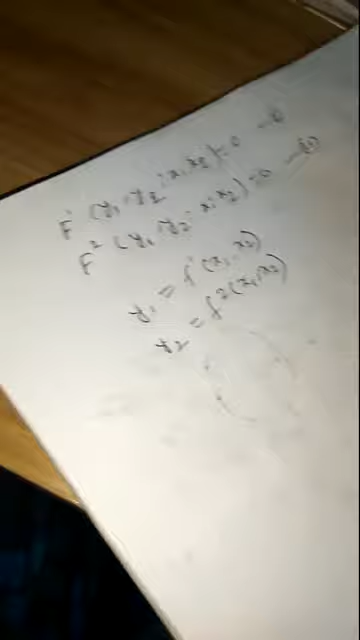 F¹ (y₁, y₂ ; x₁ x₂) = 0 —(i)
F² (y₁, y₂ ; x₁ x₂) = 0 —(ii)
y₁ = f¹ (x₁, x₂)
y₂ = f² (x₁, x₂)